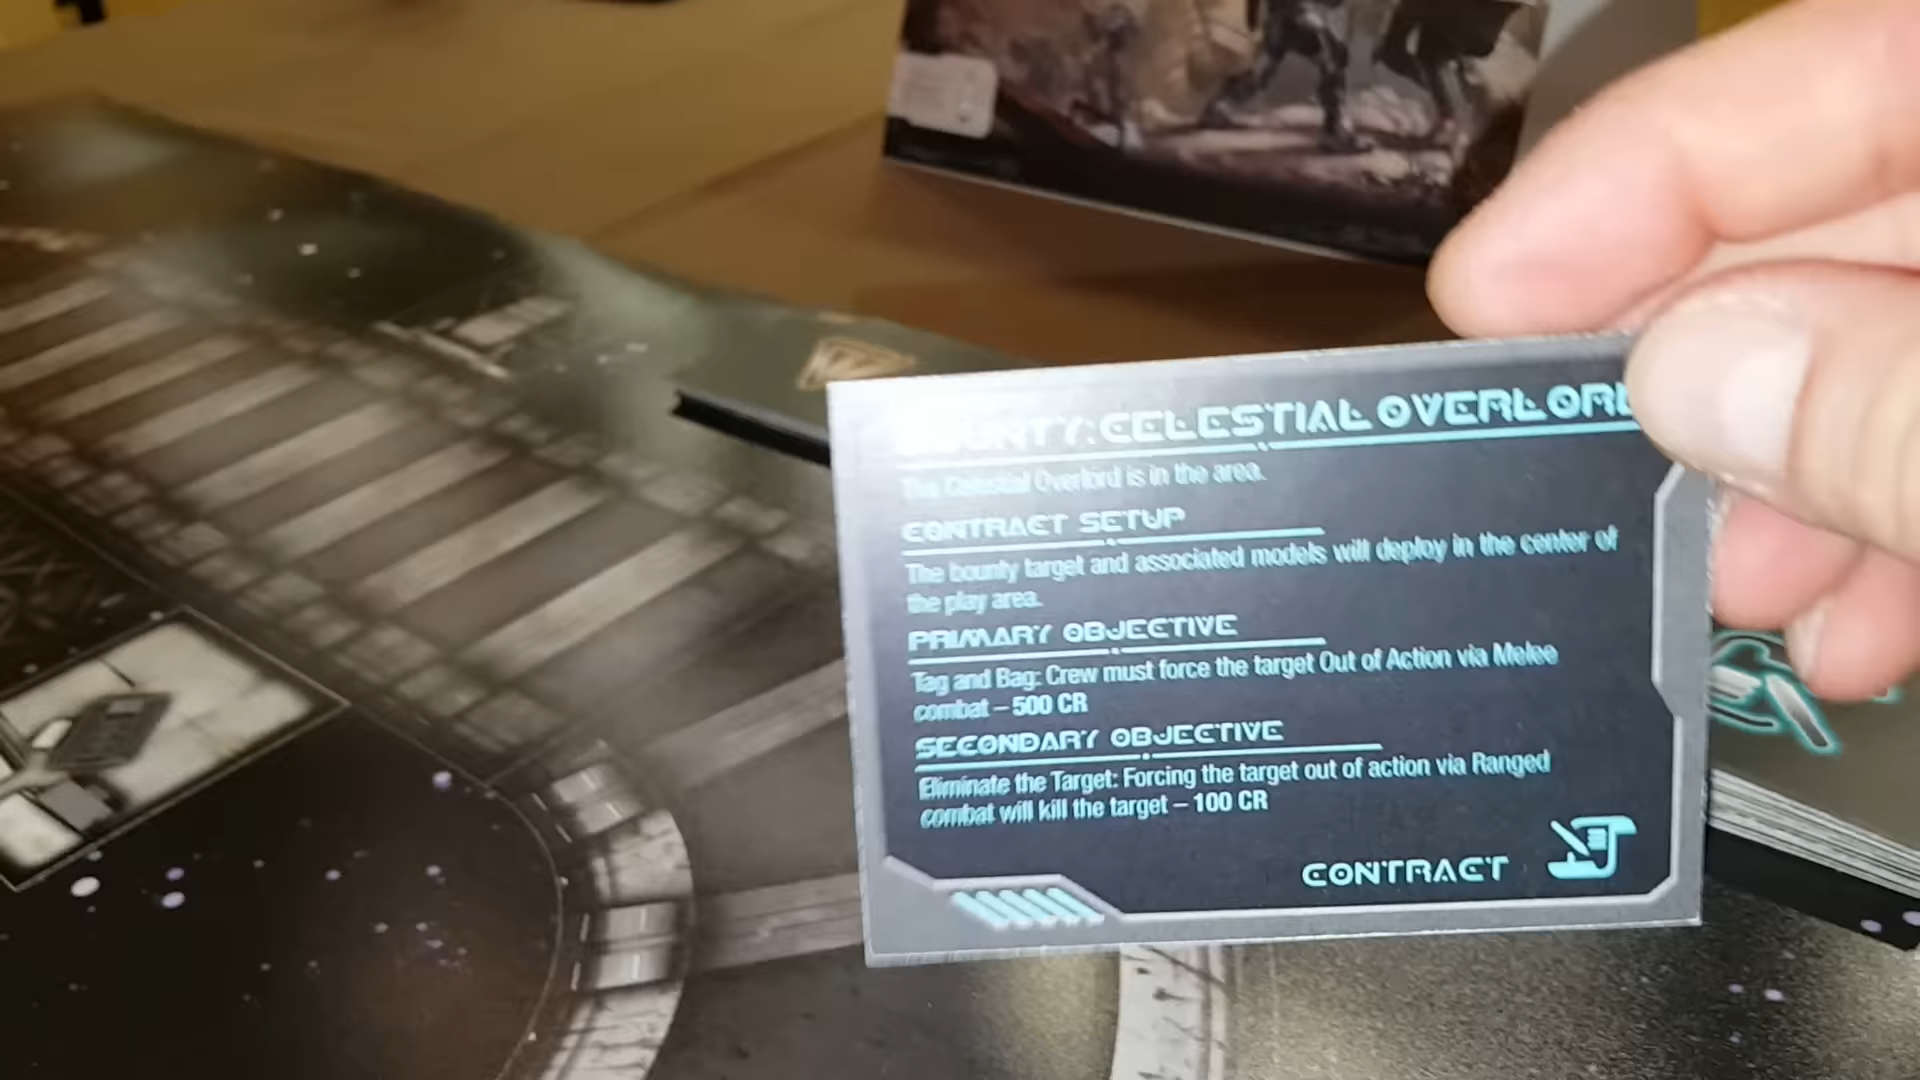 BOUNTY: CELESTIAL OVERLORD
The Celestial Overlord is in the area.
CONTRACT SETUP
The bounty target and associated models will deploy in the center of
the play area.
PRIMARY OBJECTIVE
Tag and Bag: Crew must force the target Out of Action via Melee
combat – 500 CR
SECONDARY OBJECTIVE
Eliminate the Target: Forcing the target out of action via Ranged
combat will kill the target – 100 CR
CONTRACT